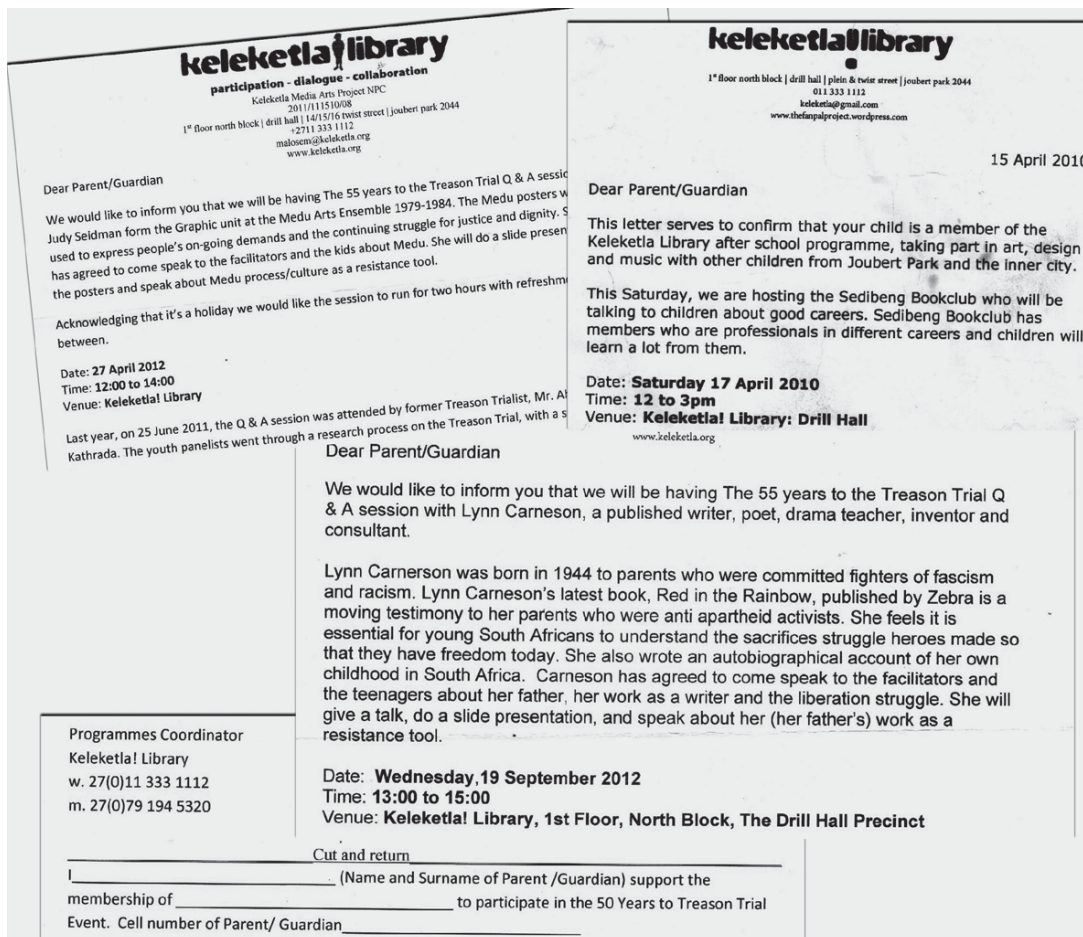 keleketla!library
participation - dialogue - collaboration
Keleketla Media Arts Project NPC
2011/111510/08
1st floor north block | drill hall | 14/15/16 twist street | joubert park 2044
+2711 333 1112
malosem@keleketla.org
www.keleketla.org
Dear Parent/Guardian
We would like to inform you that we will be having The 55 years to the Treason Trial Q & A
Judy Seidman form the Graphic unit at the Medu Arts Ensemble 1979-1984. The Medu posters
used to express people's on-going demands and the continuing struggle for justice and dignity.
has agreed to come speak to the facilitators and the kids about Medu. She will do a slide
the posters and speak about Medu process/culture as a resistance tool.
Acknowledging that it's a holiday we would like the session to run for two hours with
between.
Date: 27 April 2012
Time: 12:00 to 14:00
Venue: Keleketla! Library
Last year, on 25 June 2011, the Q & A session was attended by former Treason Trialist, Mr.
Kathrada. The youth panelists went through a research process on the Treason Trial, with a
keleketla!library
1st floor north block | drill hall | plein & twist street | joubert park 2044
011 333 1112
keleketla@gmail.com
www.thefanpalproject.wordpress.com
15 April 2010
Dear Parent/Guardian
This letter serves to confirm that your child is a member of the
Keleketla Library after school programme, taking part in art, design
and music with other children from Joubert Park and the inner city.
This Saturday, we are hosting the Sedibeng Bookclub who will be
talking to children about good careers. Sedibeng Bookclub has
members who are professionals in different careers and children will
learn a lot from them.
Date: Saturday 17 April 2010
Time: 12 to 3pm
Venue: Keleketla! Library: Drill Hall
www.keleketla.org
Dear Parent/Guardian
We would like to inform you that we will be having The 55 years to the Treason Trial Q
& A session with Lynn Carneson, a published writer, poet, drama teacher, inventor and
consultant.
Lynn Carnerson was born in 1944 to parents who were committed fighters of fascism
and racism. Lynn Carneson's latest book, Red in the Rainbow, published by Zebra is a
moving testimony to her parents who were anti apartheid activists. She feels it is
essential for young South Africans to understand the sacrifices struggle heroes made so
that they have freedom today. She also wrote an autobiographical account of her own
childhood in South Africa. Carneson has agreed to come speak to the facilitators and
the teenagers about her father, her work as a writer and the liberation struggle. She will
give a talk, do a slide presentation, and speak about her (her father's) work as a
resistance tool.
Date: Wednesday,19 September 2012
Time: 13:00 to 15:00
Venue: Keleketla! Library, 1st Floor, North Block, The Drill Hall Precinct
Programmes Coordinator
Keleketla! Library
w. 27(0)11 333 1112
m. 27(0)79 194 5320
Cut and return
I____________________ (Name and Surname of Parent /Guardian) support the
membership of ____________________ to participate in the 50 Years to Treason Trial
Event. Cell number of Parent/ Guardian____________________